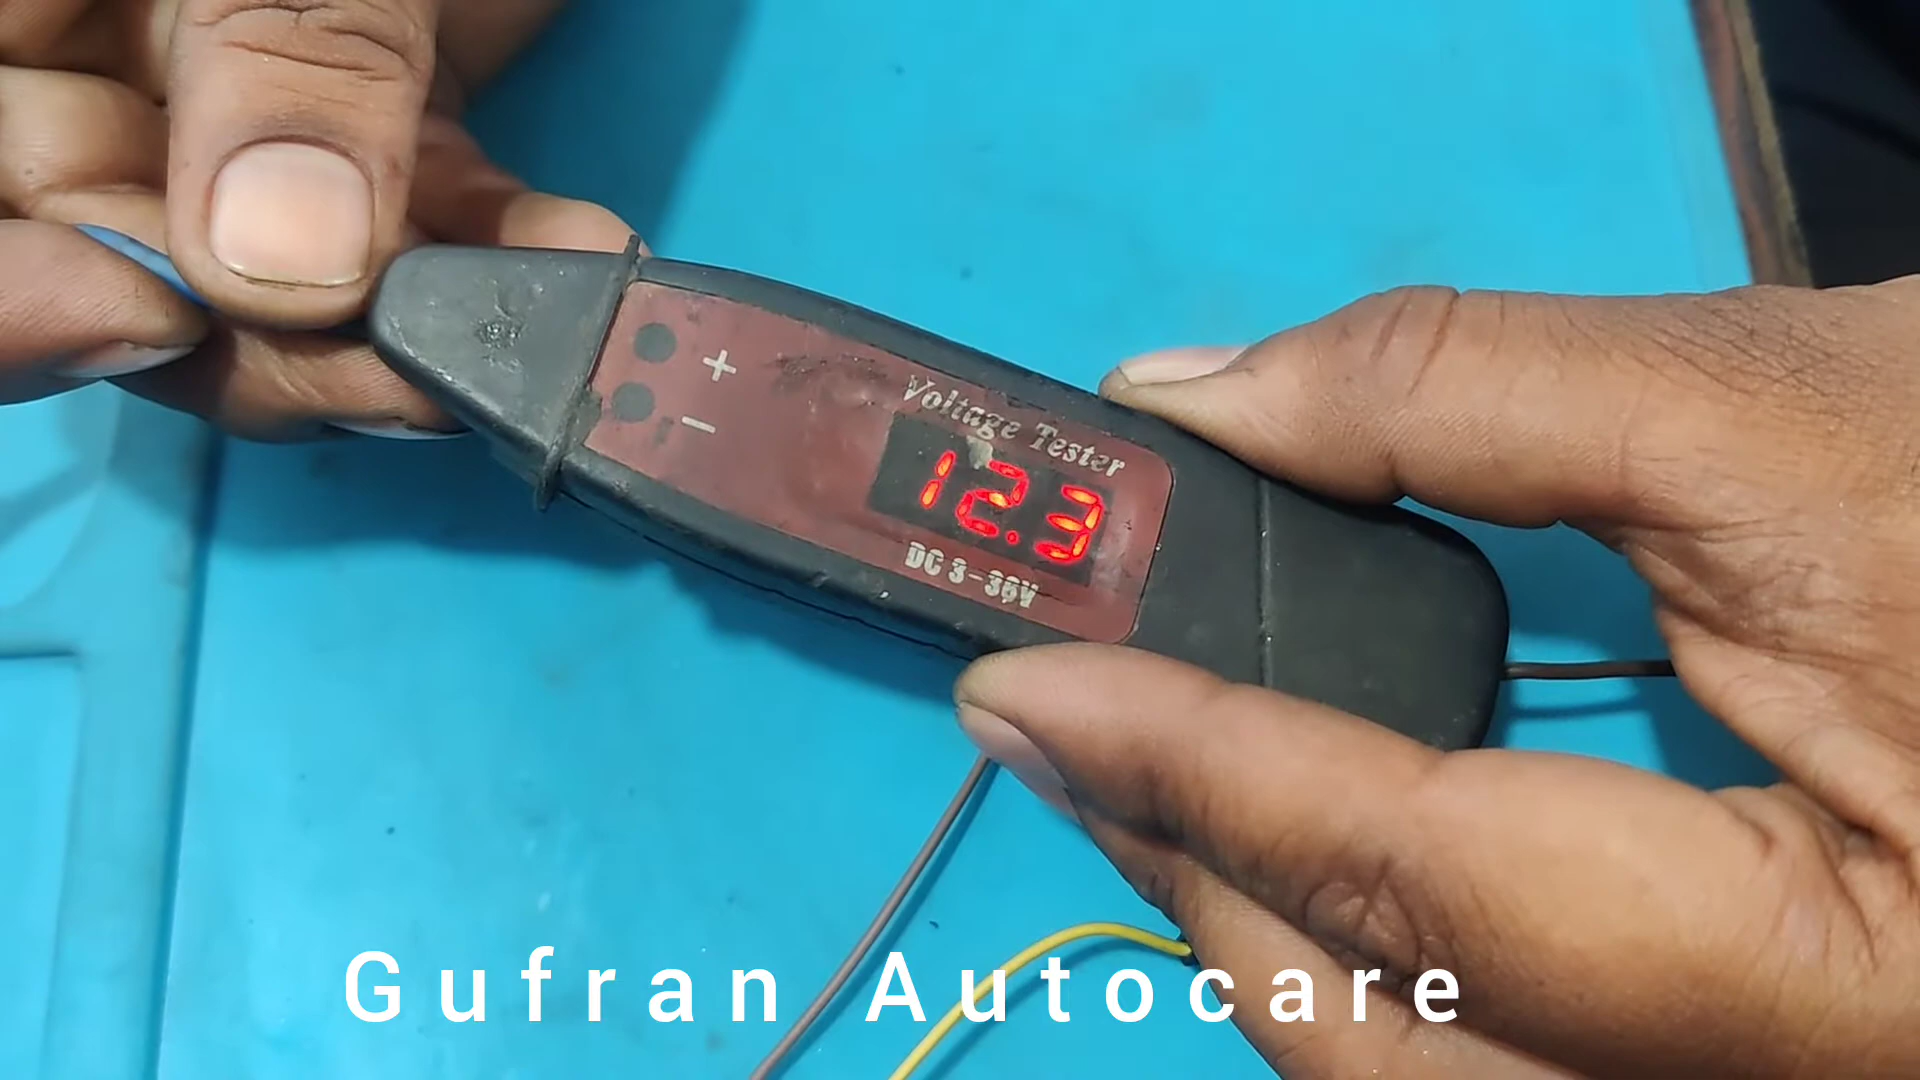 +
−
Voltage Tester
12.3
DC 3-36V
Gufran Autocare